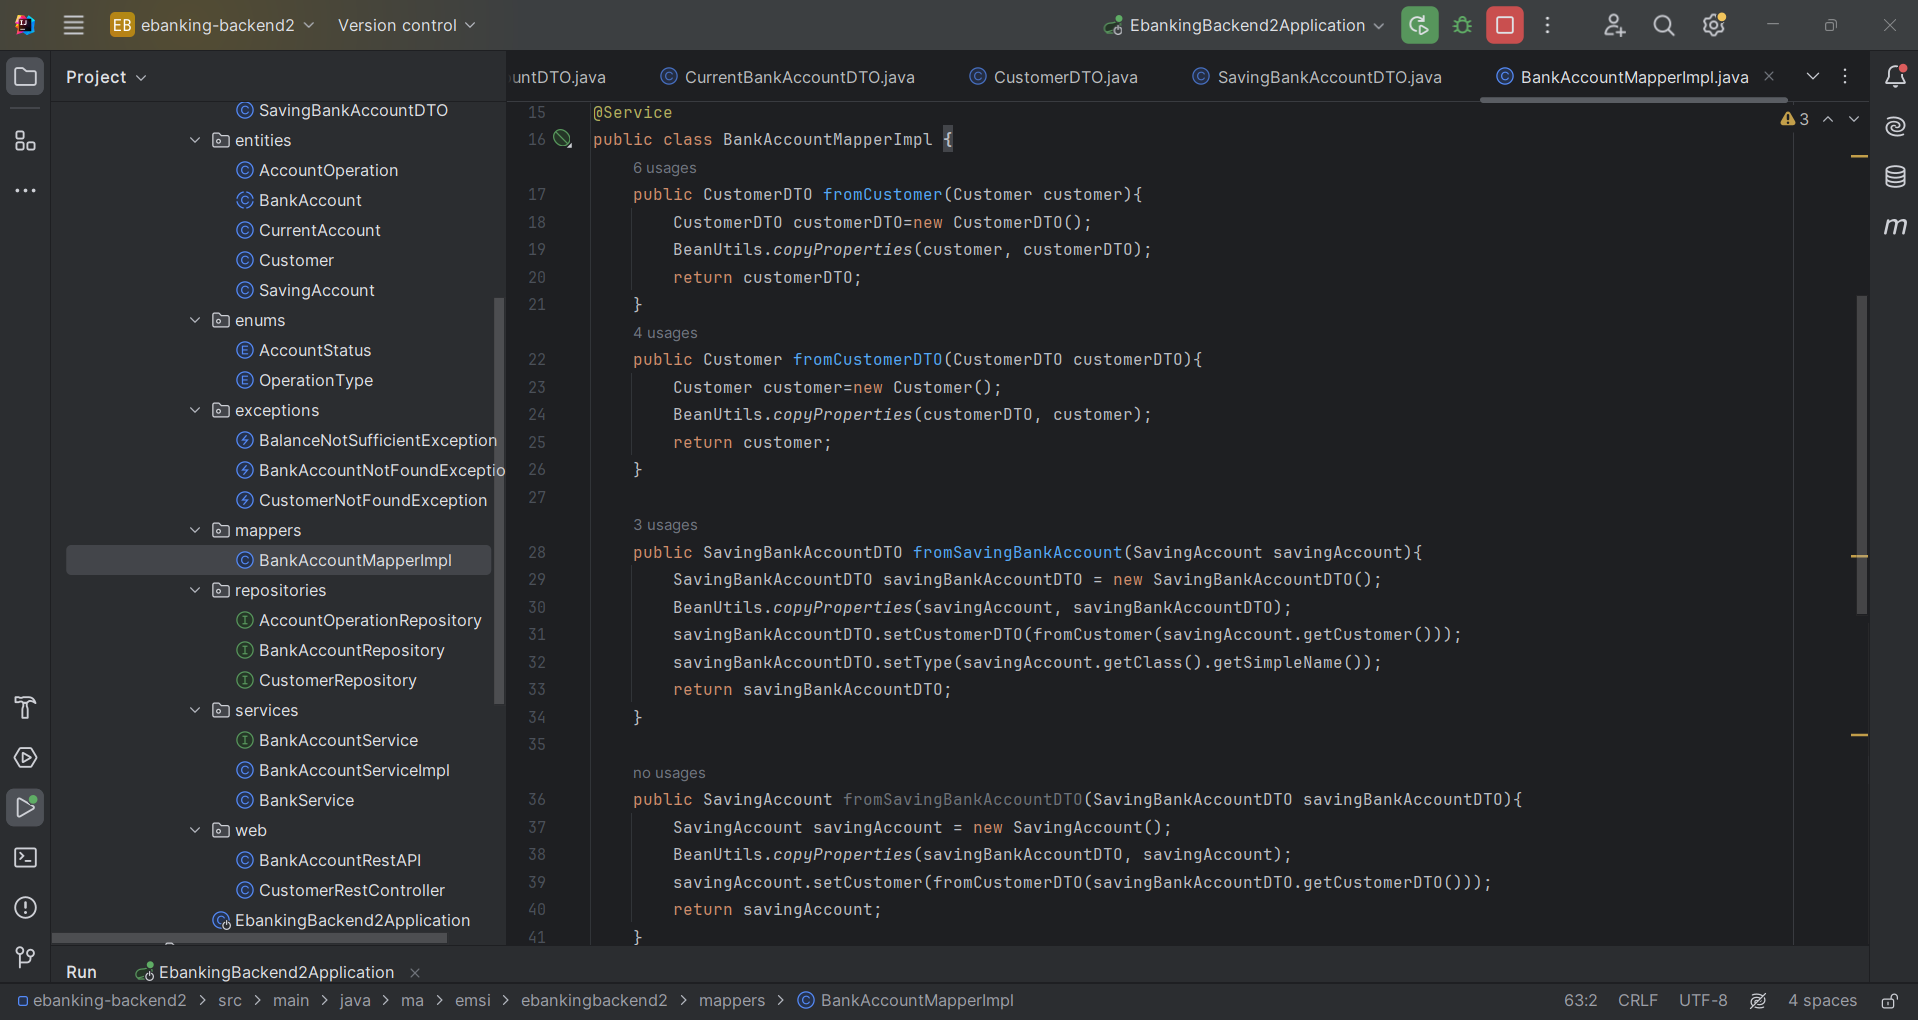 EB ebanking-backend2 Version control EbankingBackend2Application
Project
untDTO.java CurrentBankAccountDTO.java CustomerDTO.java SavingBankAccountDTO.java BankAccountMapperImpl.java
SavingBankAccountDTO
entities
AccountOperation
BankAccount
CurrentAccount
Customer
SavingAccount
enums
AccountStatus
OperationType
exceptions
BalanceNotSufficientException
BankAccountNotFoundExceptio
CustomerNotFoundException
mappers
BankAccountMapperImpl
repositories
AccountOperationRepository
BankAccountRepository
CustomerRepository
services
BankAccountService
BankAccountServiceImpl
BankService
web
BankAccountRestAPI
CustomerRestController
EbankingBackend2Application
3
15 @Service
16 public class BankAccountMapperImpl {
6 usages
17 public CustomerDTO fromCustomer(Customer customer){
18 CustomerDTO customerDTO=new CustomerDTO();
19 BeanUtils.copyProperties(customer, customerDTO);
20 return customerDTO;
21 }
4 usages
22 public Customer fromCustomerDTO(CustomerDTO customerDTO){
23 Customer customer=new Customer();
24 BeanUtils.copyProperties(customerDTO, customer);
25 return customer;
26 }
27
3 usages
28 public SavingBankAccountDTO fromSavingBankAccount(SavingAccount savingAccount){
29 SavingBankAccountDTO savingBankAccountDTO = new SavingBankAccountDTO();
30 BeanUtils.copyProperties(savingAccount, savingBankAccountDTO);
31 savingBankAccountDTO.setCustomerDTO(fromCustomer(savingAccount.getCustomer()));
32 savingBankAccountDTO.setType(savingAccount.getClass().getSimpleName());
33 return savingBankAccountDTO;
34 }
35
no usages
36 public SavingAccount fromSavingBankAccountDTO(SavingBankAccountDTO savingBankAccountDTO){
37 SavingAccount savingAccount = new SavingAccount();
38 BeanUtils.copyProperties(savingBankAccountDTO, savingAccount);
39 savingAccount.setCustomer(fromCustomerDTO(savingBankAccountDTO.getCustomerDTO()));
40 return savingAccount;
41 }
Run EbankingBackend2Application
ebanking-backend2 > src > main > java > ma > emsi > ebankingbackend2 > mappers > BankAccountMapperImpl 63:2 CRLF UTF-8 4 spaces